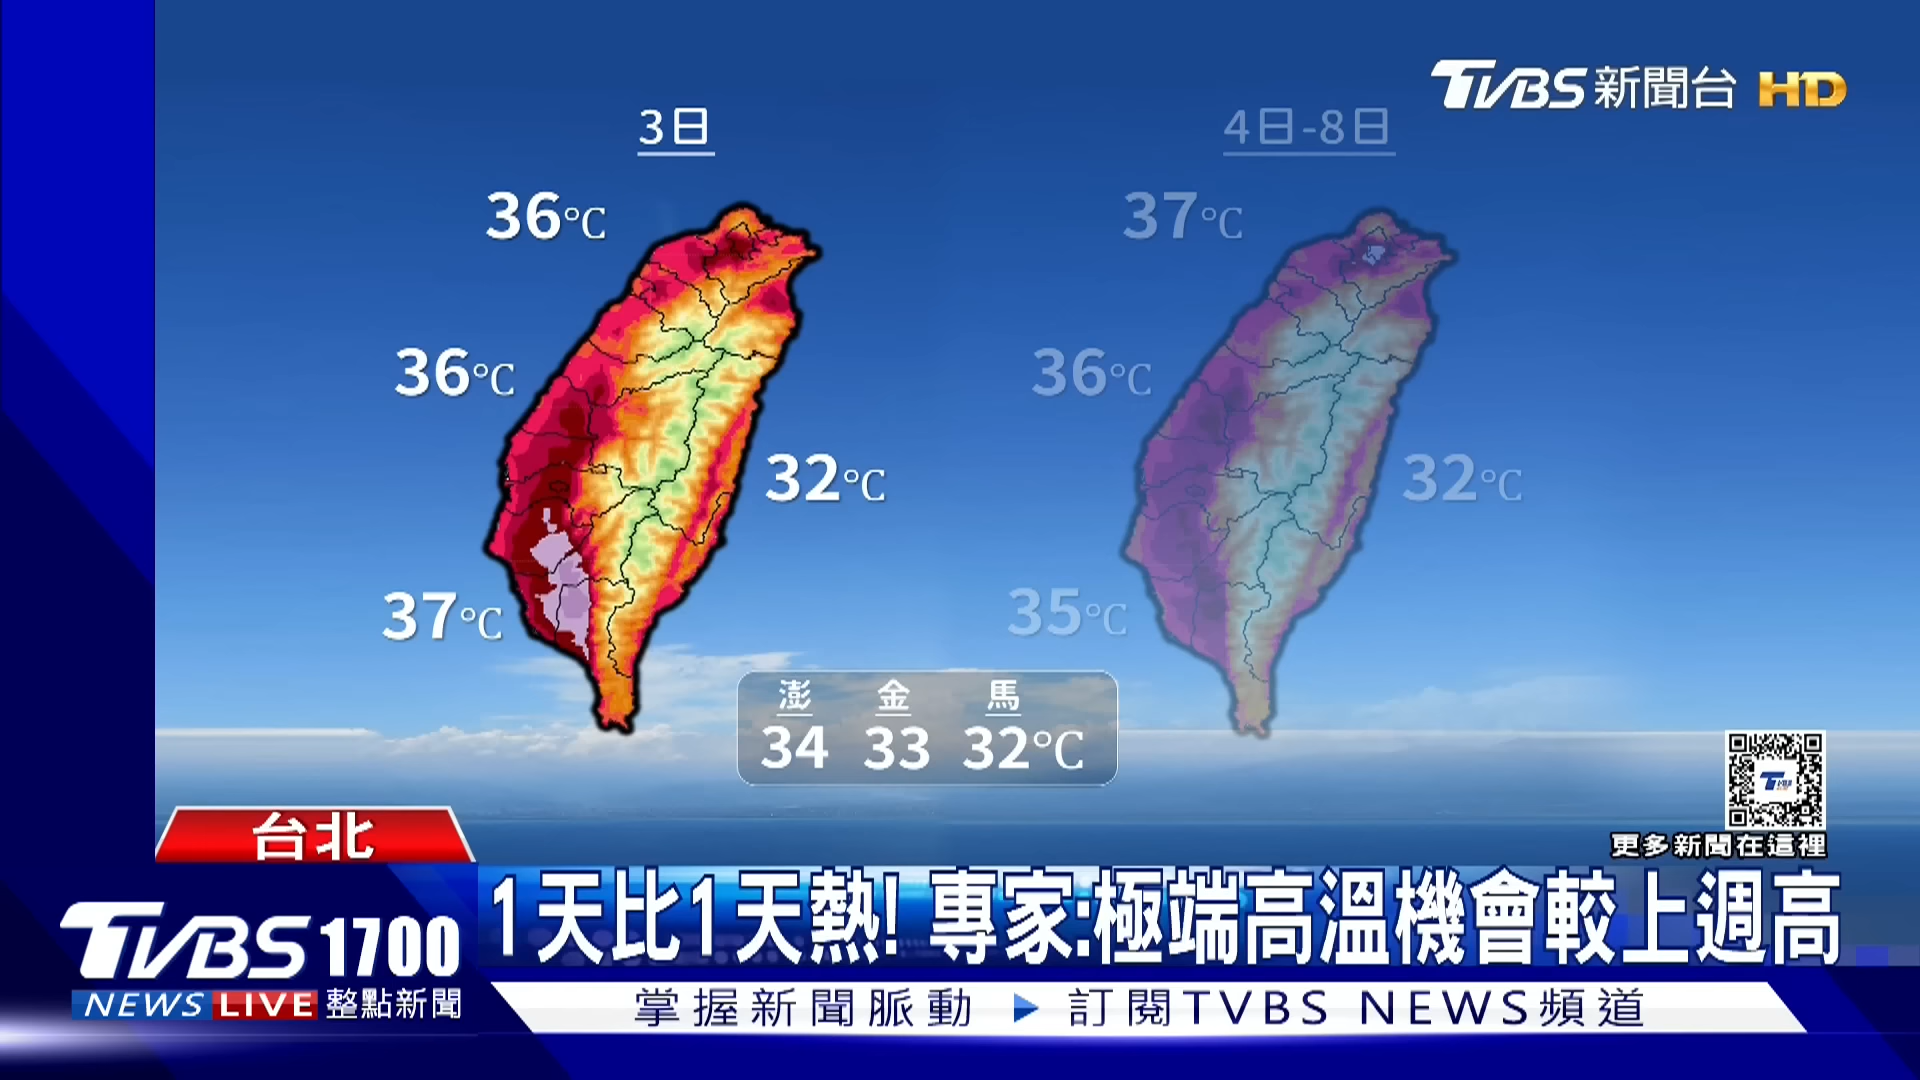 TVBS新聞台 HD
3日
4日-8日
36°C
37°C
36°C
36°C
32°C
32°C
37°C
35°C
澎 金 馬
34 33 32°C
TVBS
更多新聞在這裡
台北
1天比1天熱! 專家:極端高溫機會較上週高
TVBS 1700
NEWS LIVE 整點新聞
掌握新聞脈動 ▶ 訂閱TVBS NEWS頻道